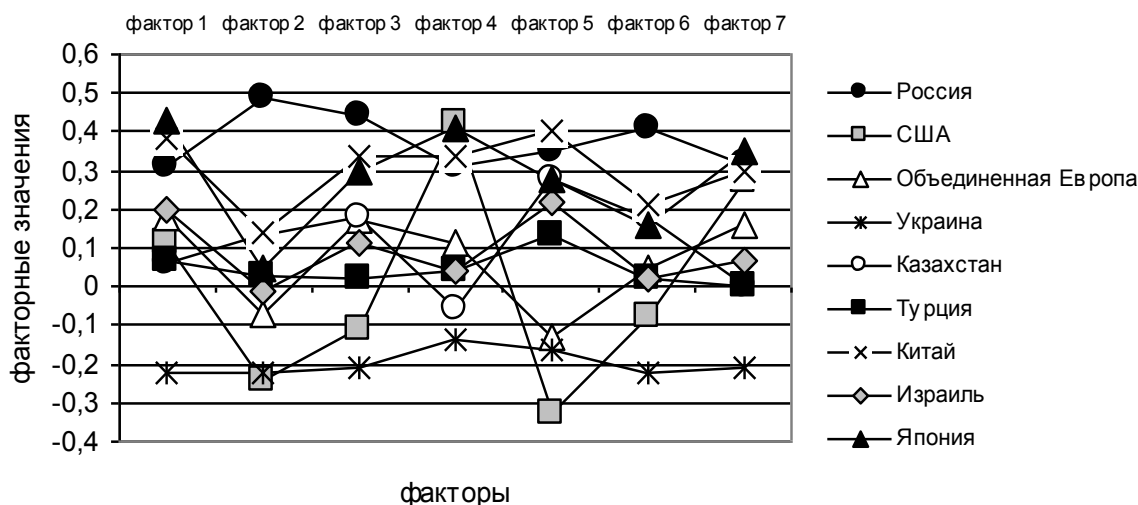 фактор 1 фактор 2 фактор 3 фактор 4 фактор 5 фактор 6 фактор 7
0,6
0,5
0,4
0,3
0,2
0,1
0
-0,1
-0,2
-0,3
-0,4
факторные значения
факторы
Россия
США
Объединенная Европа
Украина
Казахстан
Турция
Китай
Израиль
Япония